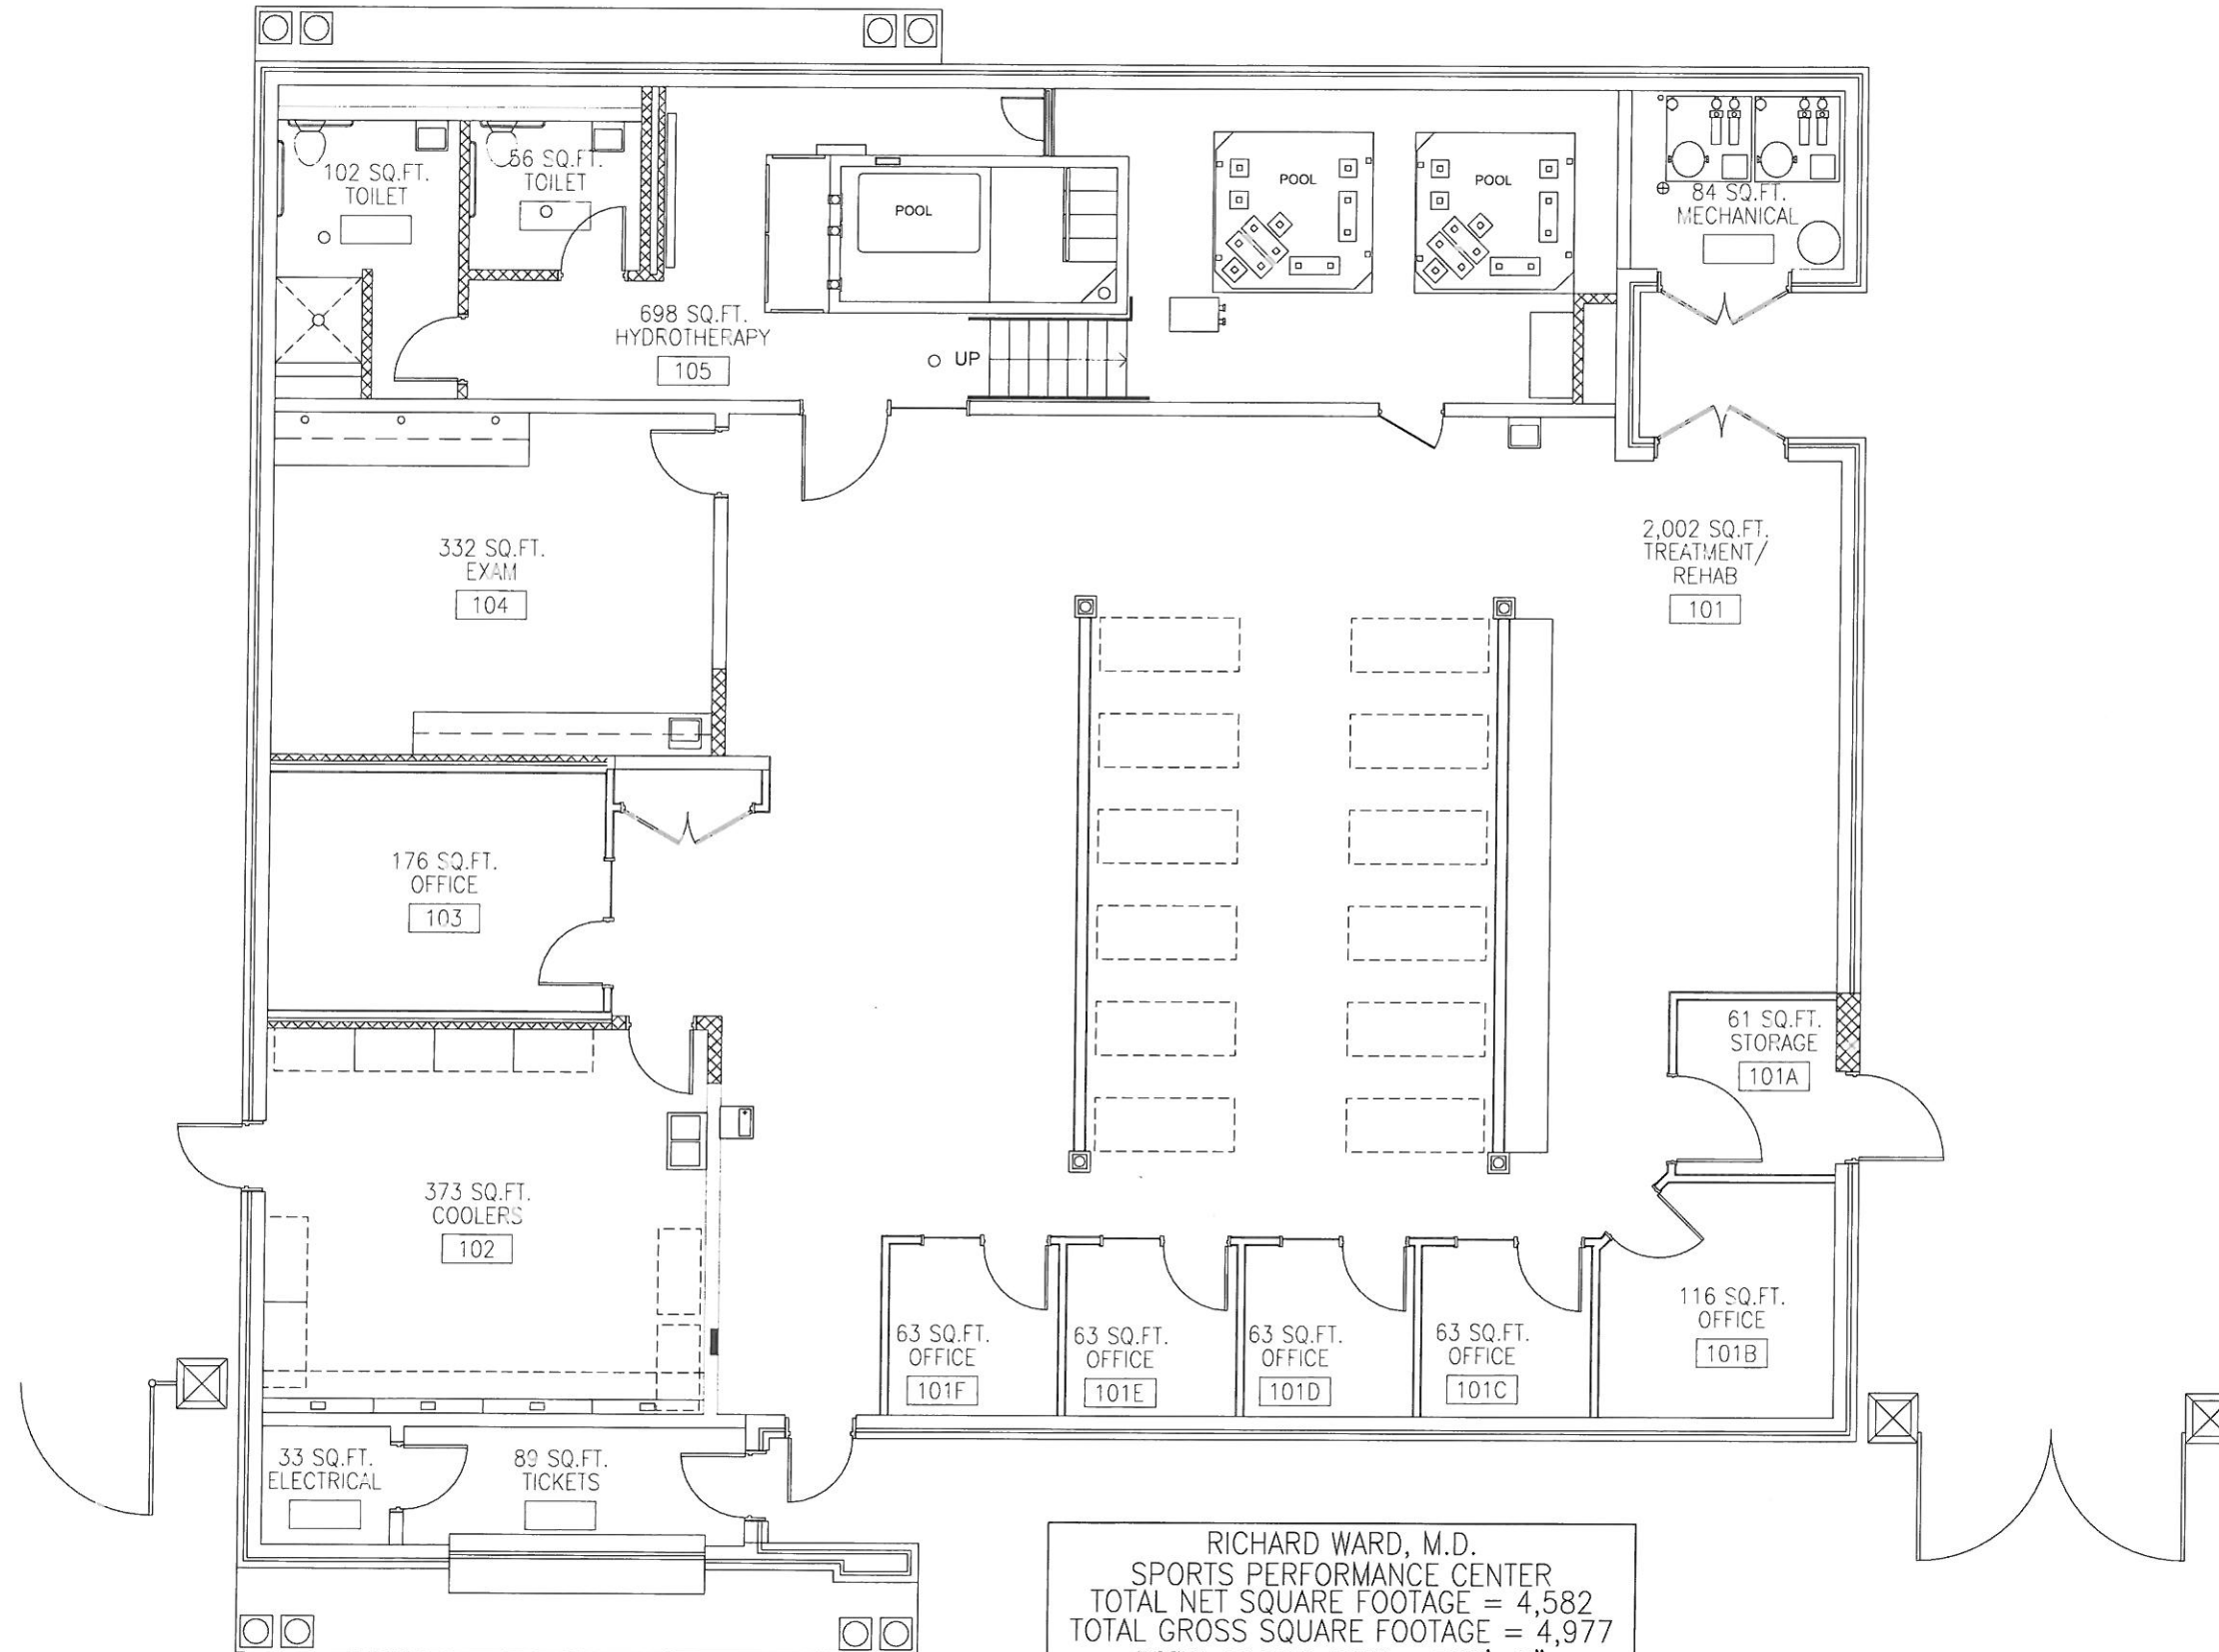 102 SQ.FT.
TOILET
56 SQ.FT.
TOILET
POOL
POOL
POOL
84 SQ.FT.
MECHANICAL
698 SQ.FT.
HYDROTHERAPY
105
UP
332 SQ.FT.
EXAM
104
2,002 SQ.FT.
TREATMENT/
REHAB
101
176 SQ.FT.
OFFICE
103
61 SQ.FT.
STORAGE
101A
373 SQ.FT.
COOLERS
102
63 SQ.FT.
OFFICE
101F
63 SQ.FT.
OFFICE
101E
63 SQ.FT.
OFFICE
101D
63 SQ.FT.
OFFICE
101C
116 SQ.FT.
OFFICE
101B
33 SQ.FT.
ELECTRICAL
89 SQ.FT.
TICKETS
RICHARD WARD, M.D.
SPORTS PERFORMANCE CENTER
TOTAL NET SQUARE FOOTAGE = 4,582
TOTAL GROSS SQUARE FOOTAGE = 4,977